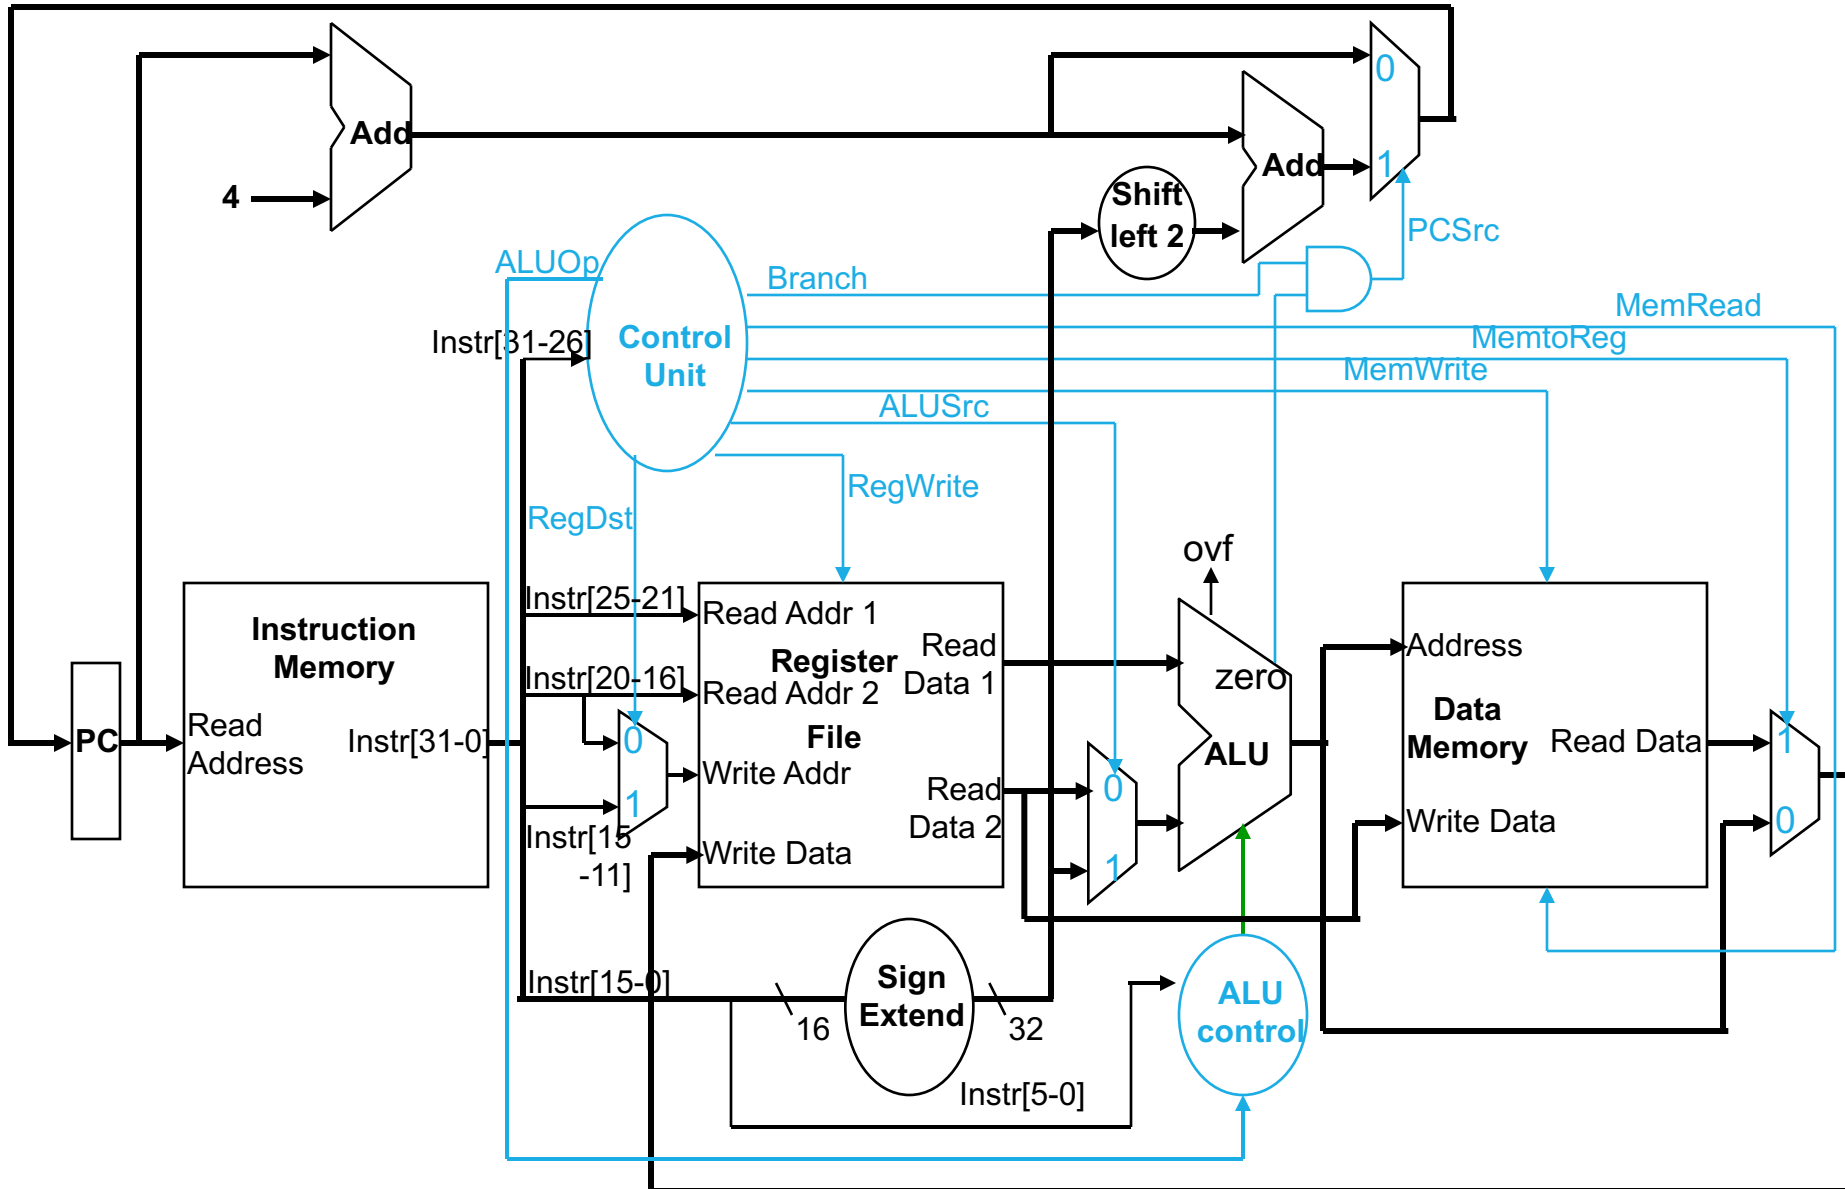 0
Add
Add
1
4
Shift
left 2
PCSrc
ALUOp
Branch
MemRead
Instr[31-26]
Control
Unit
MemtoReg
MemWrite
ALUSrc
RegWrite
RegDst
ovf
Instr[25-21]
Read Addr 1
Instruction
Memory
Register
Read
Data 1
Address
Instr[20-16]
Read Addr 2
zero
Data
Memory
PC
Read
Address
Instr[31-0]
0
File
ALU
Read Data
1
Write Addr
1
Read
Data 2
0
Write Data
0
Instr[15
-11]
Write Data
1
Instr[15-0]
Sign
Extend
16
32
ALU
control
Instr[5-0]